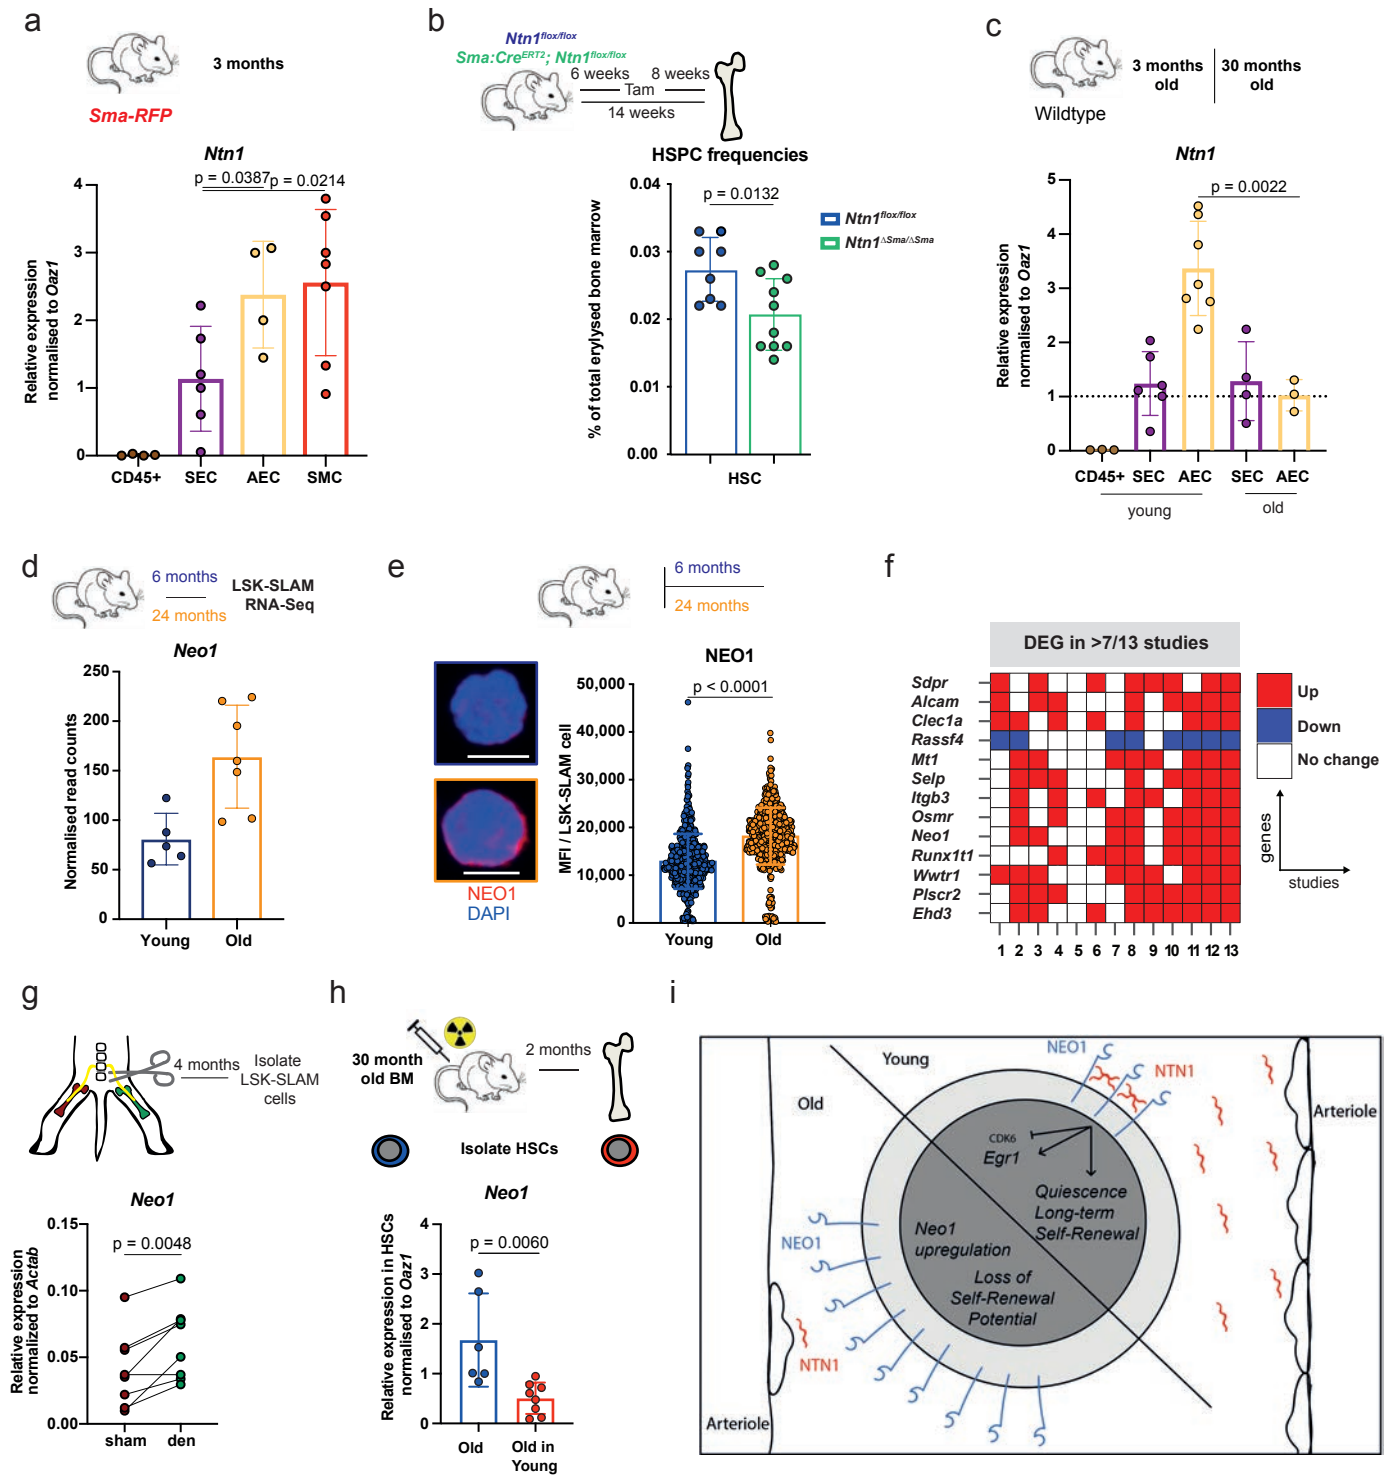 a
3 months
Sma-RFP
Ntn1
p = 0.0387
p = 0.0214
Relative expression
normalised to Oaz1
4
3
2
1
0
CD45+ SEC AEC SMC
b
Ntn1flox/flox
Sma:CreERT2; Ntn1flox/flox
6 weeks 8 weeks
Tam
14 weeks
HSPC frequencies
p = 0.0132
% of total erylysed bone marrow
0.04
0.03
0.02
0.01
0.00
HSC
Ntn1flox/flox
Ntn1ΔSma/ΔSma
c
3 months old
30 months old
Wildtype
Ntn1
p = 0.0022
Relative expression
normalised to Oaz1
5
4
3
2
1
0
CD45+ SEC AEC SEC AEC
young
old
d
6 months
24 months
LSK-SLAM
RNA-Seq
Neo1
Normalised read counts
250
200
150
100
50
0
Young Old
e
6 months
24 months
NEO1
DAPI
NEO1
p < 0.0001
MFI / LSK-SLAM cell
50,000
40,000
30,000
20,000
10,000
0
Young Old
f
DEG in >7/13 studies
Sdpr
Alcam
Clec1a
Rassf4
Mt1
Selp
Itgb3
Osmr
Neo1
Runx1t1
Wwtr1
Plscr2
Ehd3
1 2 3 4 5 6 7 8 9 10 11 12 13
Up
Down
No change
genes
studies
g
4 months
Isolate
LSK-SLAM
cells
Neo1
p = 0.0048
Relative expression
normalized to Actab
0.15
0.10
0.05
0.00
sham den
h
30 month
old BM
2 months
Isolate HSCs
Neo1
p = 0.0060
Relative expression in HSCs
normalised to Oaz1
4
3
2
1
0
Old
Old in
Young
i
Young
Old
NEO1
NTN1
Arteriole
CDK6
Egr1
Quiescence
Long-term
Self-Renewal
Neo1
upregulation
Loss of
Self-Renewal
Potential
NEO1
NTN1
Arteriole